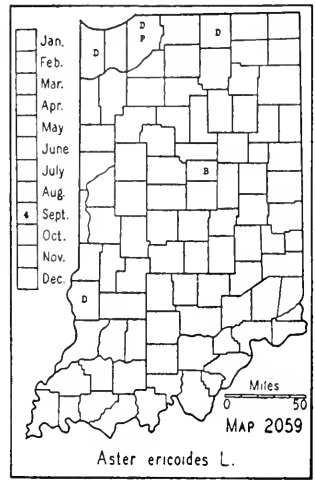 Jan.
Feb.
Mar.
Apr.
May
June
July
Aug.
4 Sept.
Oct.
Nov.
Dec.
D
P
D
D
B
D
Miles
0 50
MAP 2059
Aster ericoides L.